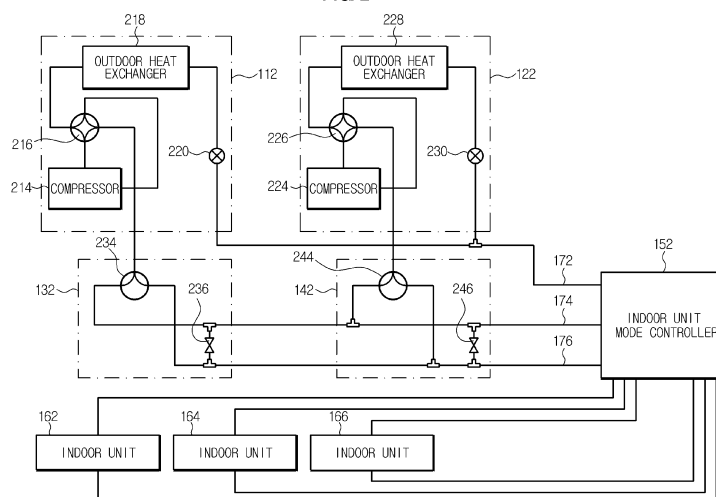 218
228
OUTDOOR HEAT
EXCHANGER
112
OUTDOOR HEAT
EXCHANGER
122
216
220
226
230
214
COMPRESSOR
224
COMPRESSOR
234
244
172
152
132
236
142
246
174
INDOOR UNIT
MODE CONTROLLER
176
162
164
166
INDOOR UNIT
INDOOR UNIT
INDOOR UNIT